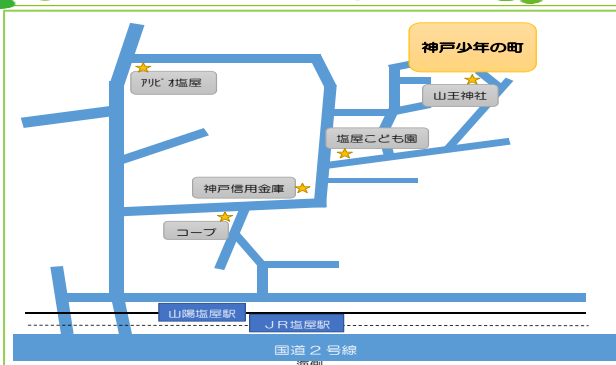 神戸少年の町
ｱﾘﾋﾞｵ塩屋
山王神社
塩屋こども園
神戸信用金庫
コープ
山陽塩屋駅
ＪＲ塩屋駅
国道２号線